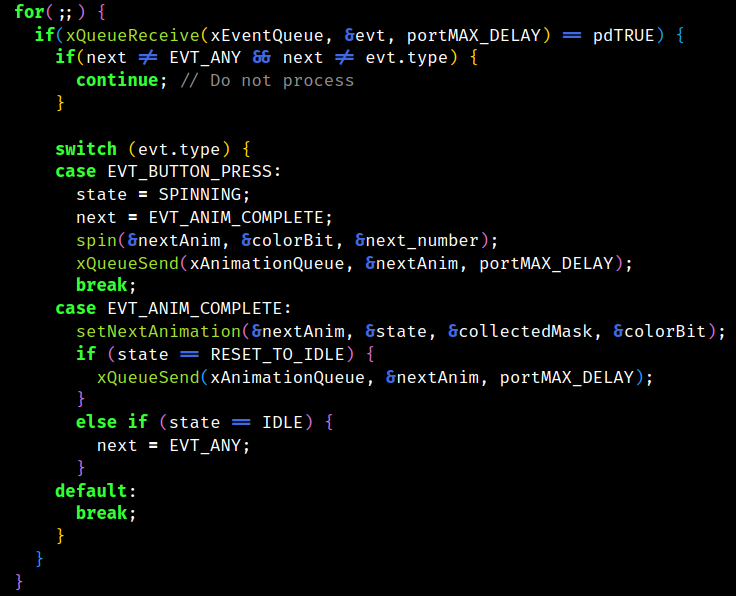 for(;;) {
  if(xQueueReceive(xEventQueue, &evt, portMAX_DELAY) == pdTRUE) {
    if(next != EVT_ANY && next != evt.type) {
      continue; // Do not process
    }

    switch (evt.type) {
    case EVT_BUTTON_PRESS:
      state = SPINNING;
      next = EVT_ANIM_COMPLETE;
      spin(&nextAnim, &colorBit, &next_number);
      xQueueSend(xAnimationQueue, &nextAnim, portMAX_DELAY);
      break;
    case EVT_ANIM_COMPLETE:
      setNextAnimation(&nextAnim, &state, &collectedMask, &colorBit);
      if (state == RESET_TO_IDLE) {
        xQueueSend(xAnimationQueue, &nextAnim, portMAX_DELAY);
      }
      else if (state == IDLE) {
        next = EVT_ANY;
      }
    default:
      break;
    }
  }
}